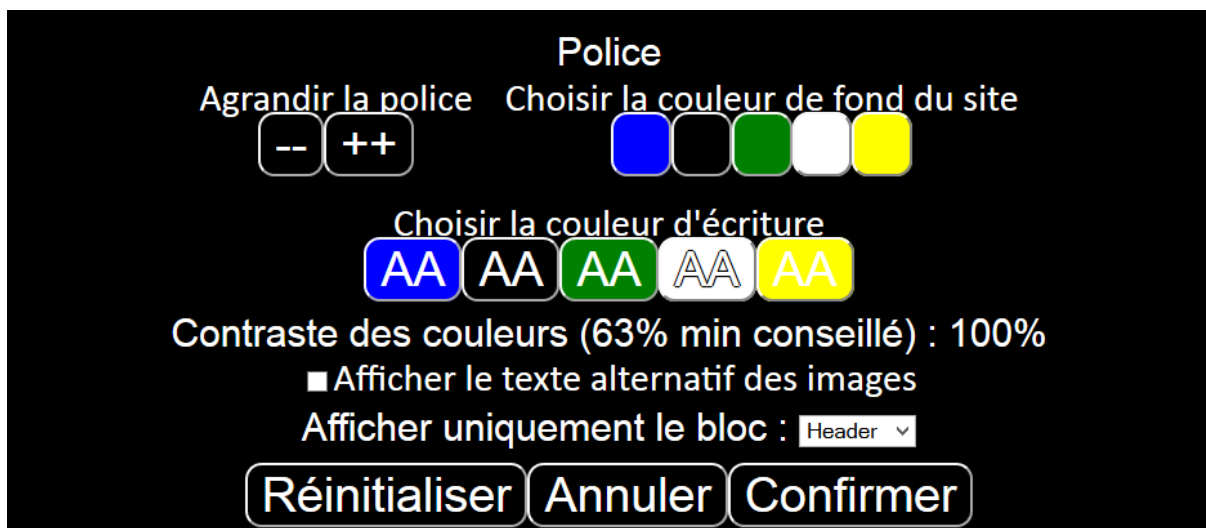 Police
Agrandir la police Choisir la couleur de fond du site
-- ++
Choisir la couleur d'écriture
AA AA AA AA AA
Contraste des couleurs (63% min conseillé) : 100%
Afficher le texte alternatif des images
Afficher uniquement le bloc : Header
Réinitialiser Annuler Confirmer